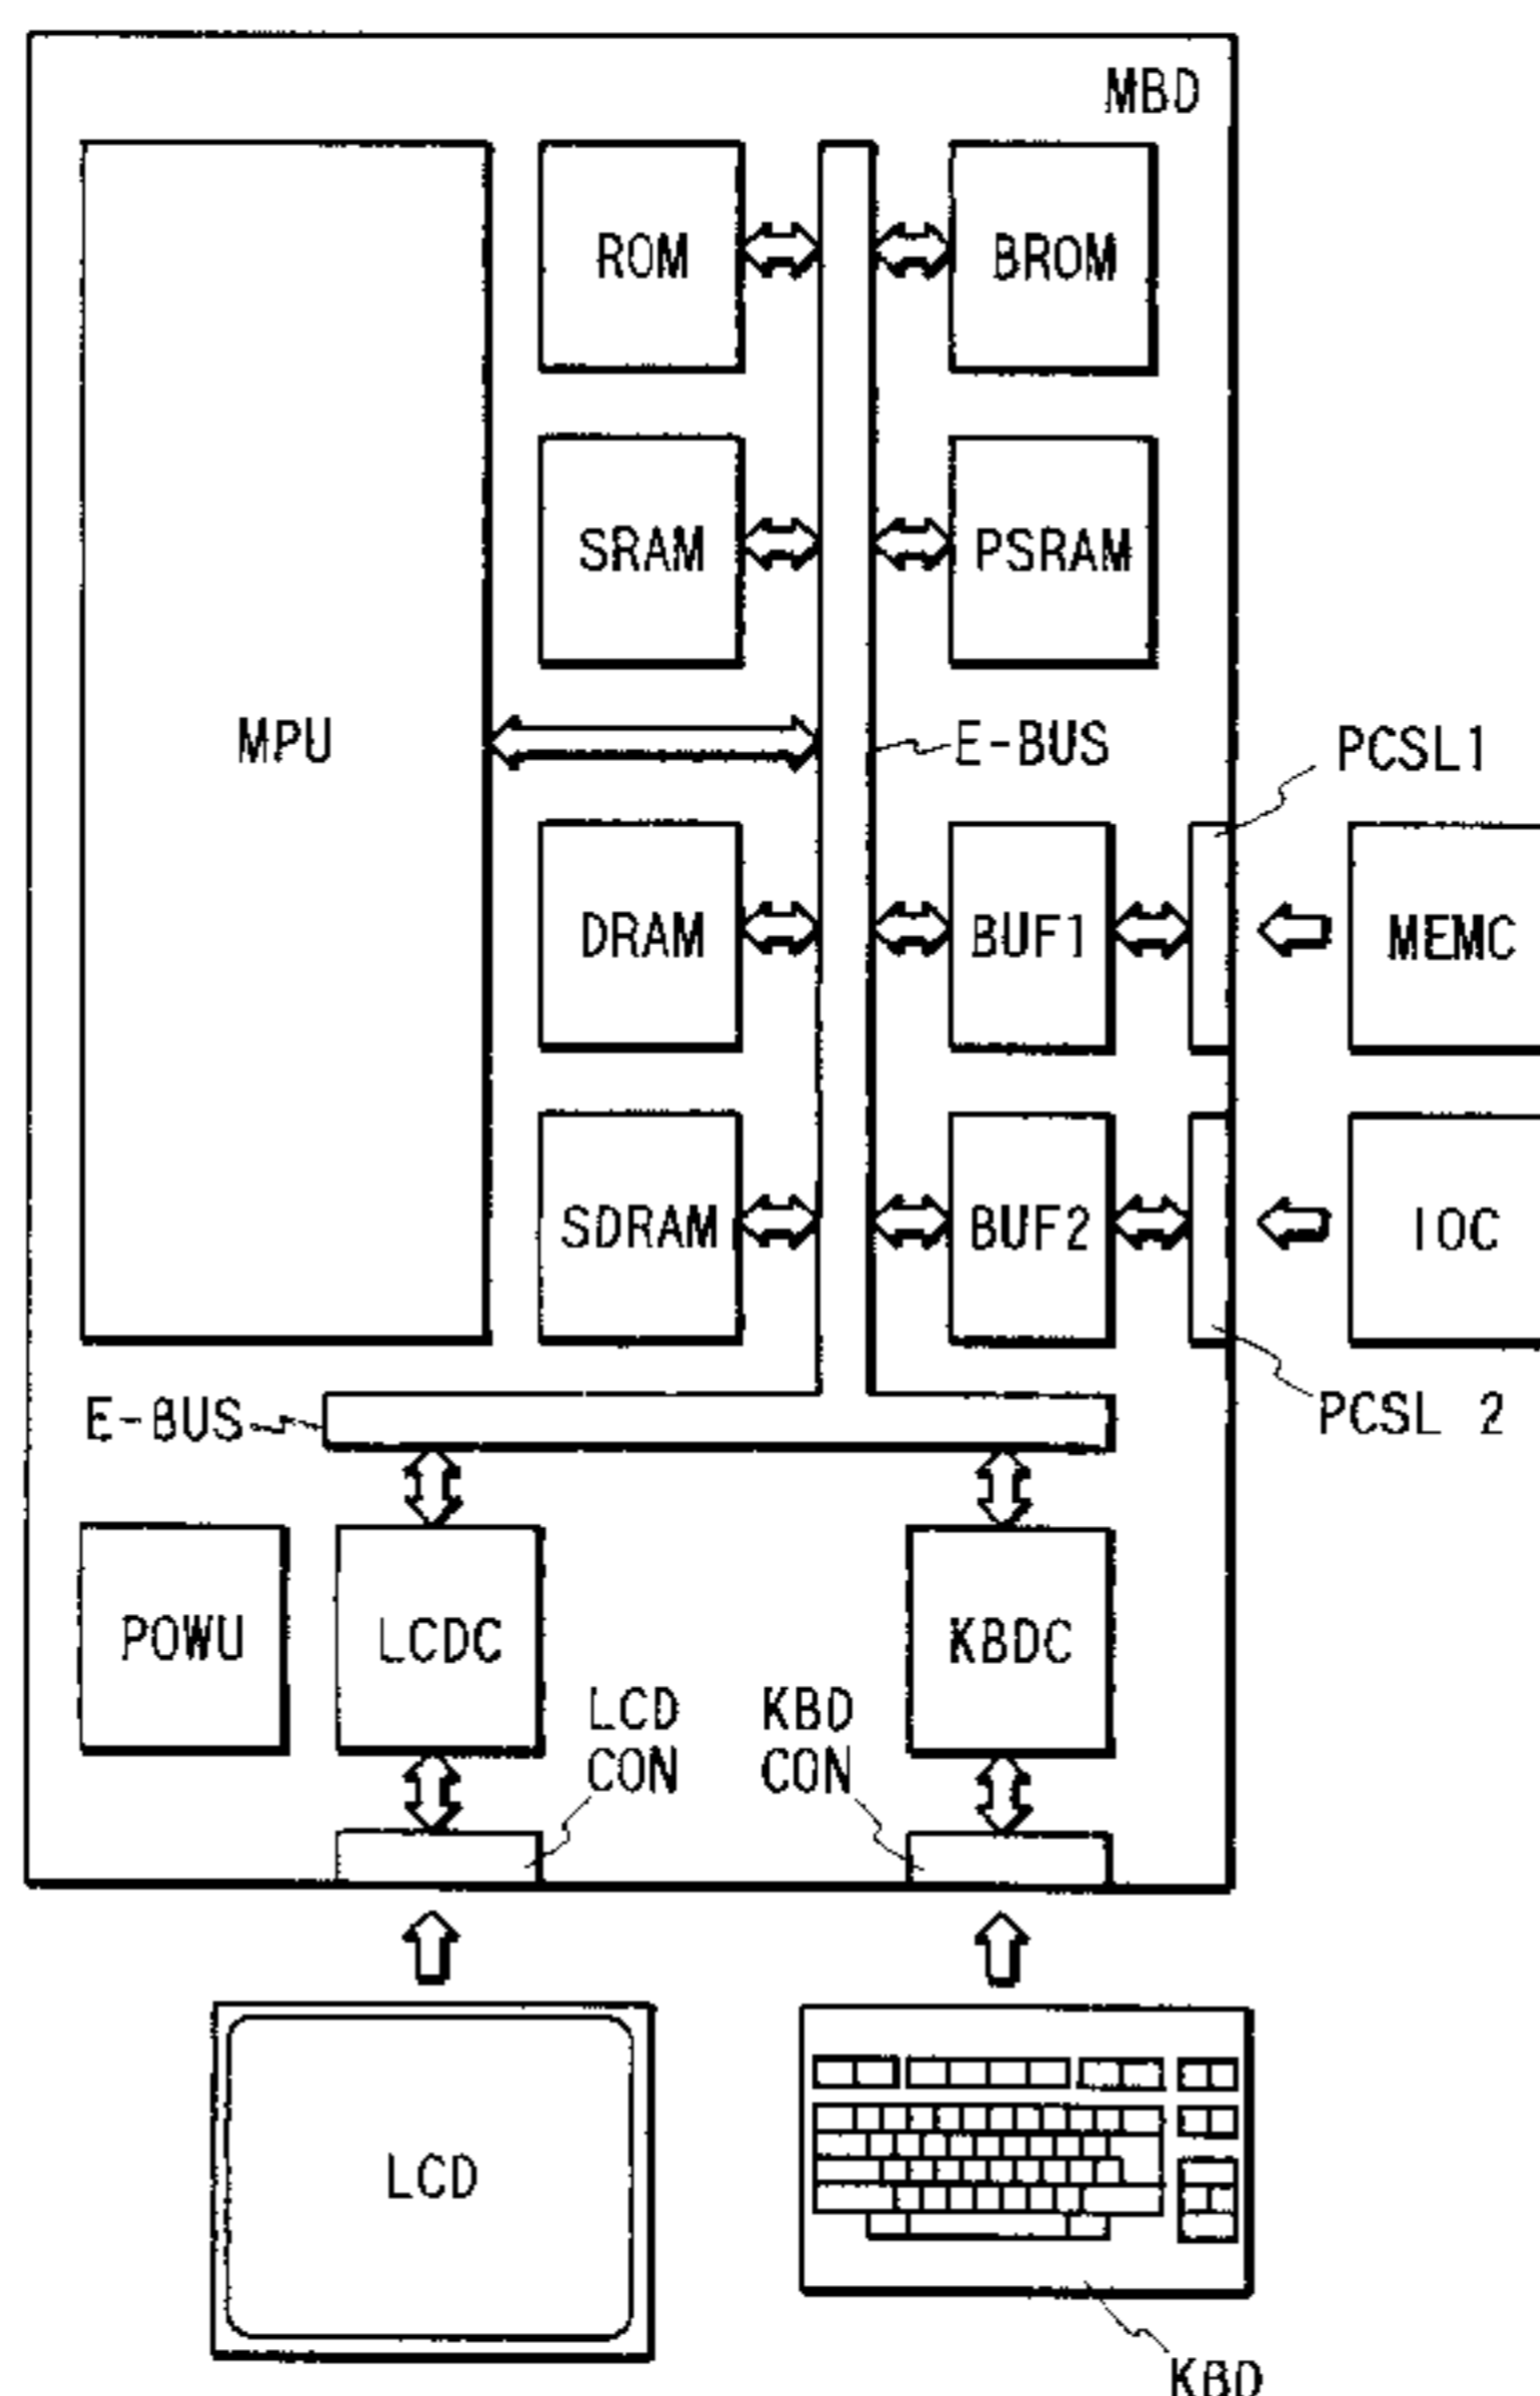 MBD
ROM
BROM
SRAM
PSRAM
MPU
E-BUS
PCSL1
DRAM
BUF1
MEMC
SDRAM
BUF2
IOC
E-BUS
PCSL 2
POWU
LCDC
KBDC
LCD
CON
KBD
CON
LCD
KBD